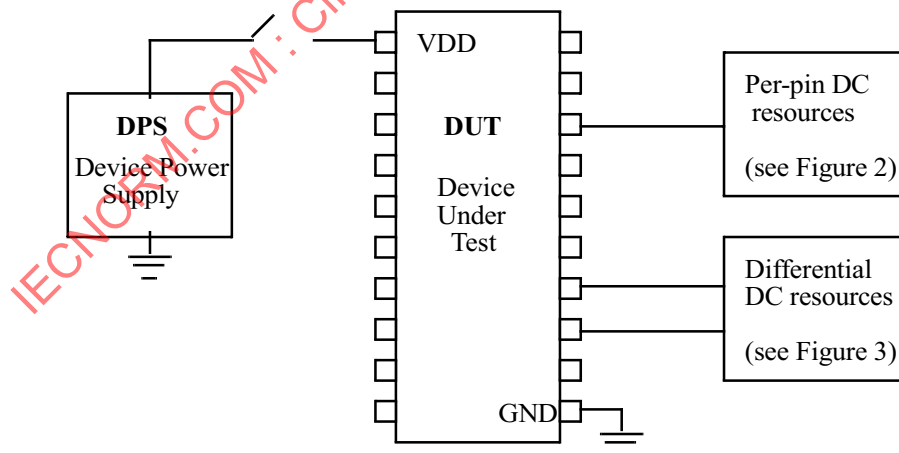 VDD
DPS
Device Power
Supply
DUT
Device
Under
Test
GND
Per-pin DC
resources
(see Figure 2)
Differential
DC resources
(see Figure 3)
IECNORM.COM :